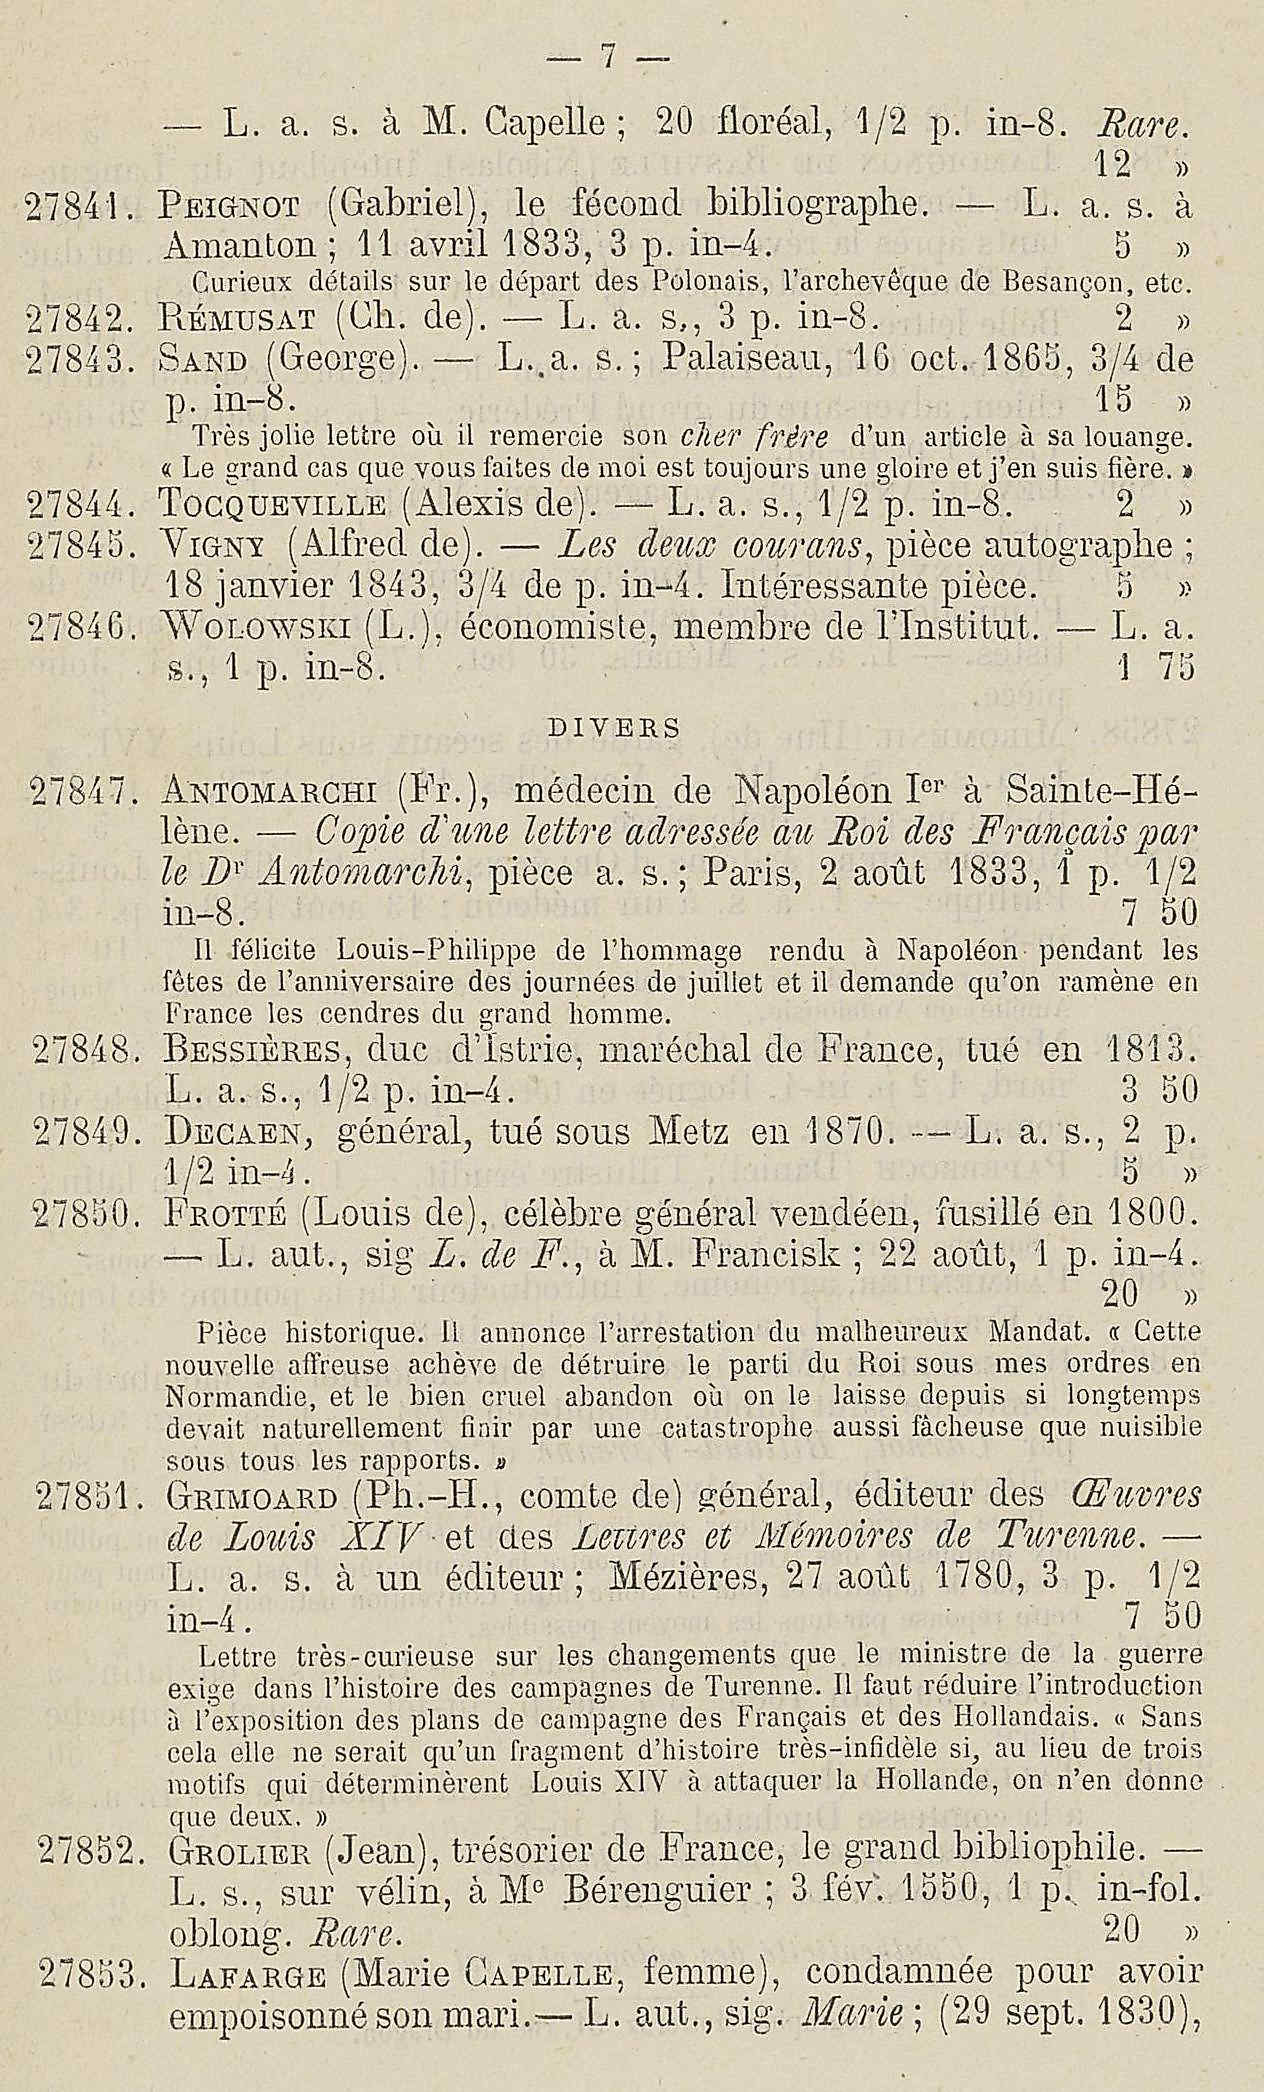 — 7 —
— L. a. s. à M. Capelle ; 20 floréal, 1/2 p. in-8. Rare.
12 »
27841. PEIGNOT (Gabriel), le fécond bibliographe. — L. a. s. à
Amanton ; 11 avril 1833, 3 p. in-4. 5 »
Curieux détails sur le départ des Polonais, l'archevêque de Besançon, etc.
27842. RÉMUSAT (Ch. de). — L. a. s., 3 p. in-8. 2 »
27843. SAND (George). — L. a. s. ; Palaiseau, 16 oct. 1865, 3/4 de
p. in-8. 15 »
Très jolie lettre où il remercie son cher frère d'un article à sa louange.
« Le grand cas que vous faites de moi est toujours une gloire et j'en suis fière. »
27844. TOCQUEVILLE (Alexis de). — L. a. s., 1/2 p. in-8. 2 »
27845. VIGNY (Alfred de). — Les deux courans, pièce autographe ;
18 janvier 1843, 3/4 de p. in-4. Intéressante pièce. 5 »
27846. WOLOWSKI (L.), économiste, membre de l'Institut. — L. a.
s., 1 p. in-8. 1 75
DIVERS
27847. ANTOMARCHI (Fr.), médecin de Napoléon Ier à Sainte-Hé-
lène. — Copie d'une lettre adressée au Roi des Français par
le Dr Antomarchi, pièce a. s. ; Paris, 2 août 1833, 1 p. 1/2
in-8. 7 50
Il félicite Louis-Philippe de l'hommage rendu à Napoléon pendant les
fêtes de l'anniversaire des journées de juillet et il demande qu'on ramène en
France les cendres du grand homme.
27848. BESSIÈRES, duc d'Istrie, maréchal de France, tué en 1813.
L. a. s., 1/2 p. in-4. 3 50
27849. DECAEN, général, tué sous Metz en 1870. — L. a. s., 2 p.
1/2 in-4. 5 »
27850. FROTTÉ (Louis de), célèbre général vendéen, fusillé en 1800.
— L. aut., sig L. de F., à M. Francisk ; 22 août, 1 p. in-4.
20 »
Pièce historique. Il annonce l'arrestation du malheureux Mandat. « Cette
nouvelle affreuse achève de détruire le parti du Roi sous mes ordres en
Normandie, et le bien cruel abandon où on le laisse depuis si longtemps
devait naturellement finir par une catastrophe aussi fâcheuse que nuisible
sous tous les rapports. »
27851. GRIMOARD (Ph.-H., comte de) général, éditeur des Œuvres
de Louis XIV et des Lettres et Mémoires de Turenne. —
L. a. s. à un éditeur ; Mézières, 27 août 1780, 3 p. 1/2
in-4. 7 50
Lettre très-curieuse sur les changements que le ministre de la guerre
exige dans l'histoire des campagnes de Turenne. Il faut réduire l'introduction
à l'exposition des plans de campagne des Français et des Hollandais. « Sans
cela elle ne serait qu'un fragment d'histoire très-infidèle si, au lieu de trois
motifs qui déterminèrent Louis XIV à attaquer la Hollande, on n'en donne
que deux. »
27852. GROLIER (Jean), trésorier de France, le grand bibliophile. —
L. s., sur vélin, à Me Bérenguier ; 3 fév. 1550, 1 p. in-fol.
oblong. Rare. 20 »
27853. LAFARGE (Marie CAPELLE, femme), condamnée pour avoir
empoisonné son mari. — L. aut., sig. Marie ; (29 sept. 1830),